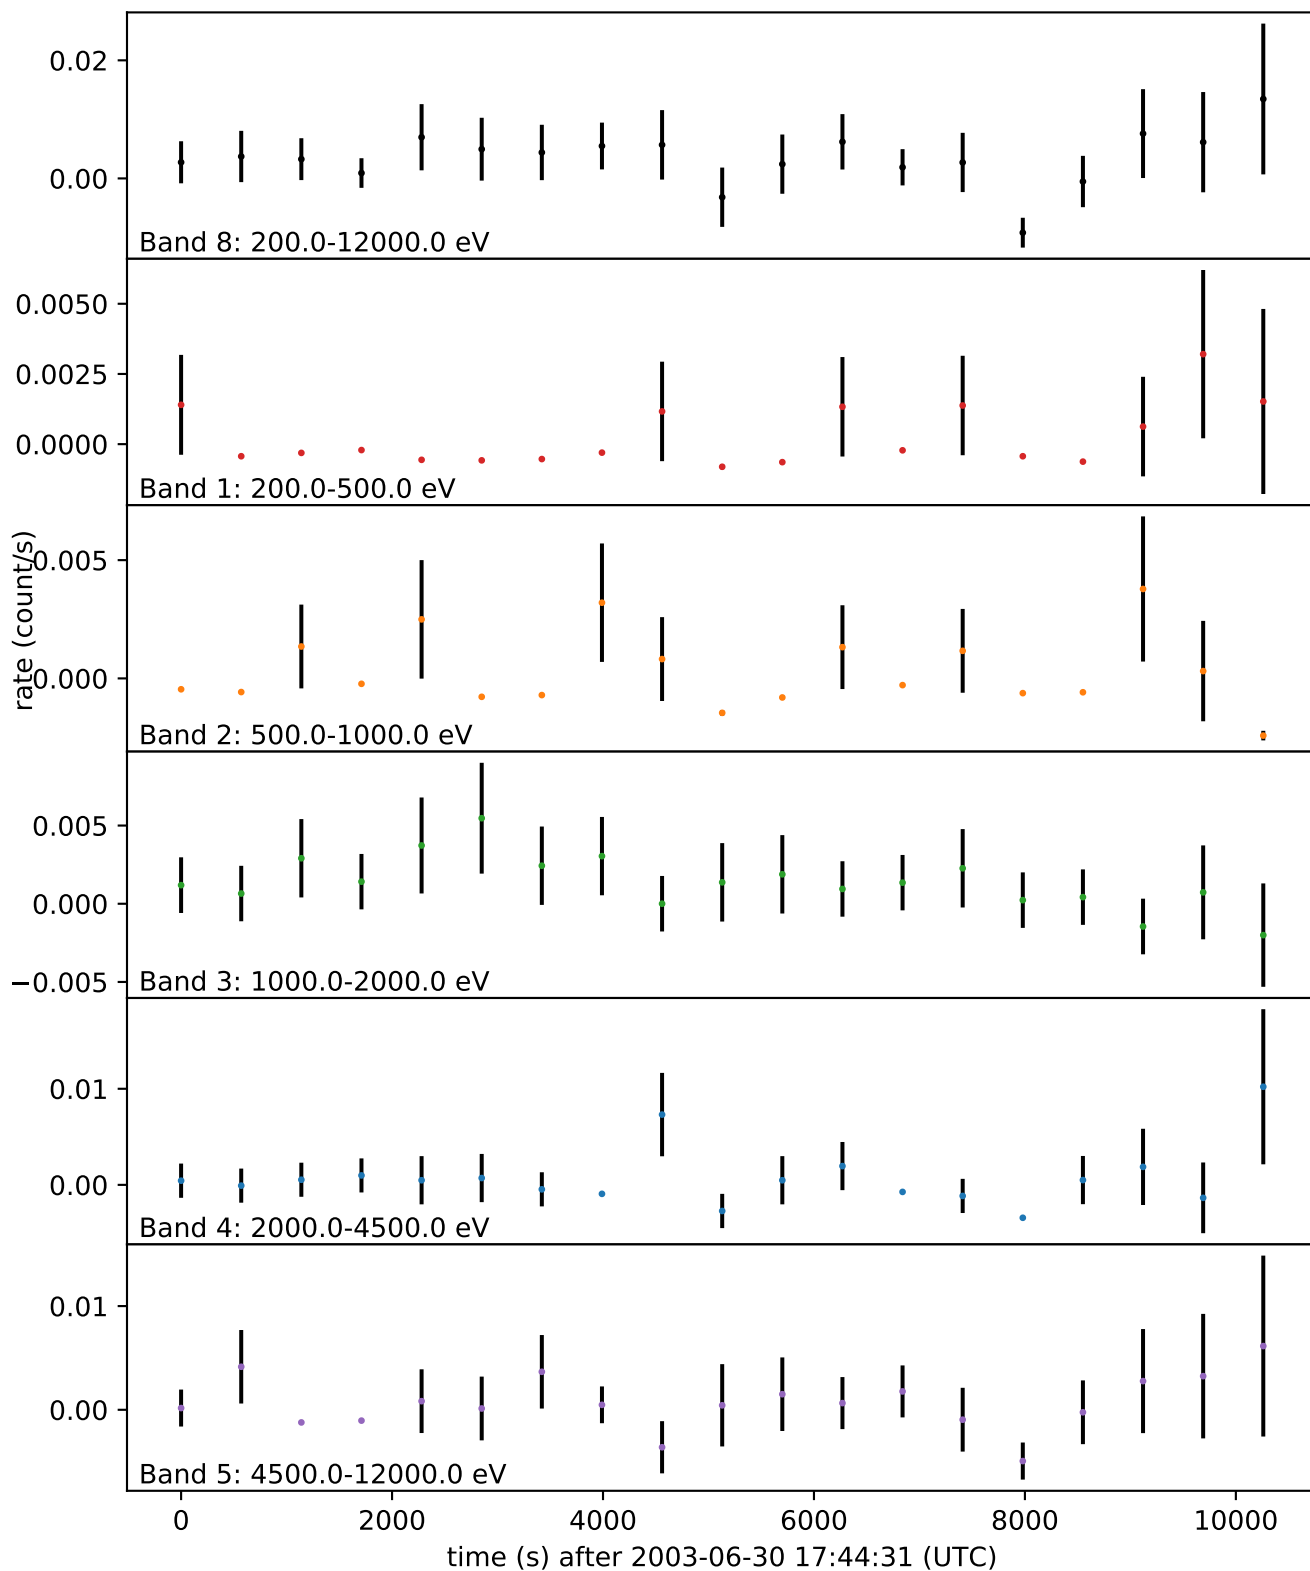 0.02
0.00
Band 8: 200.0-12000.0 eV
0.0050
0.0025
0.0000
Band 1: 200.0-500.0 eV
rate (count/s)
0.005
0.000
Band 2: 500.0-1000.0 eV
0.005
0.000
−0.005
Band 3: 1000.0-2000.0 eV
0.01
0.00
Band 4: 2000.0-4500.0 eV
0.01
0.00
Band 5: 4500.0-12000.0 eV
0 2000 4000 6000 8000 10000
time (s) after 2003-06-30 17:44:31 (UTC)